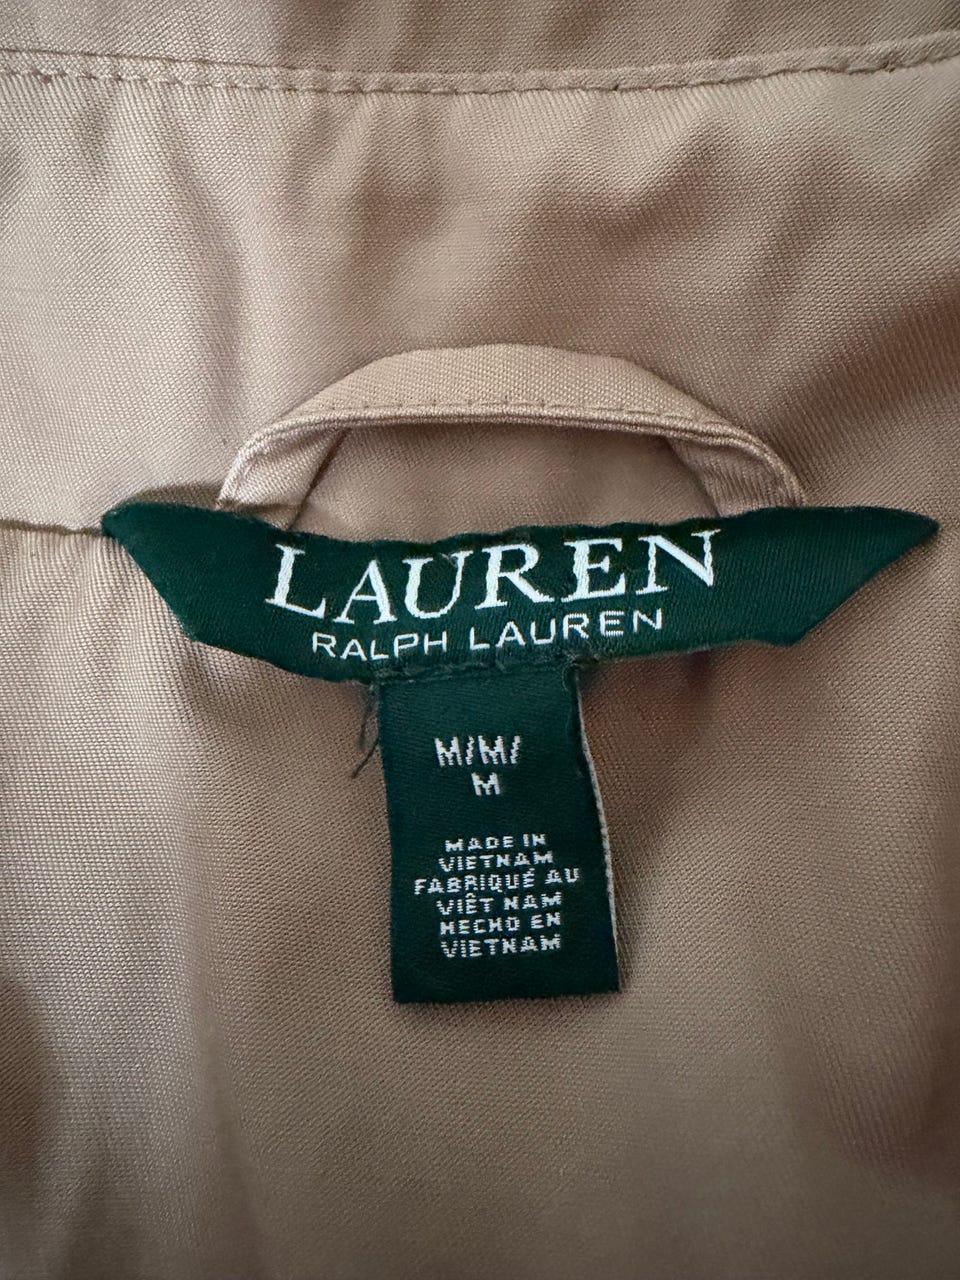 LAUREN
RALPH LAUREN
M/M/
M
MADE IN
VIETNAM
FABRIQUÉ AU
VIÊT NAM
HECHO EN
VIETNAM